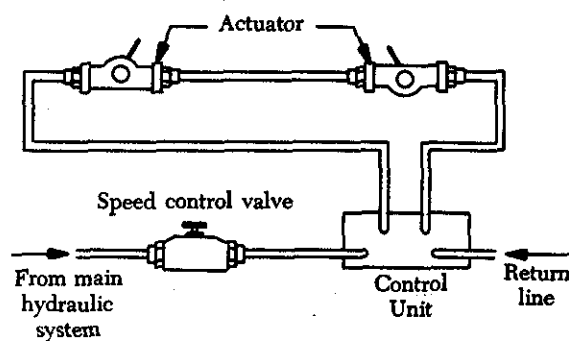 Actuator
Speed control valve
From main
hydraulic
system
Control
Unit
Return
line